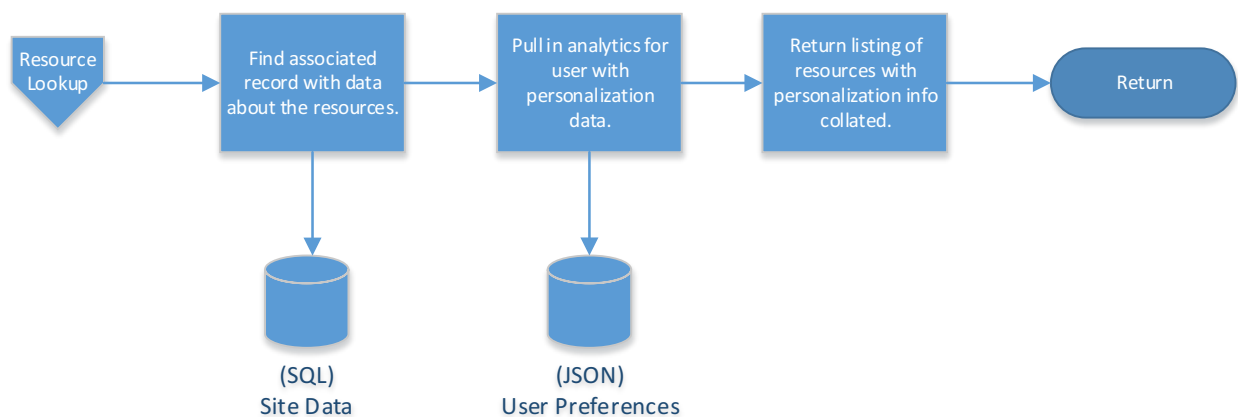 Resource
Lookup
Find associated
record with data
about the resources.
Pull in analytics for
user with
personalization
data.
Return listing of
resources with
personalization info
collated.
Return
(SQL)
Site Data
(JSON)
User Preferences